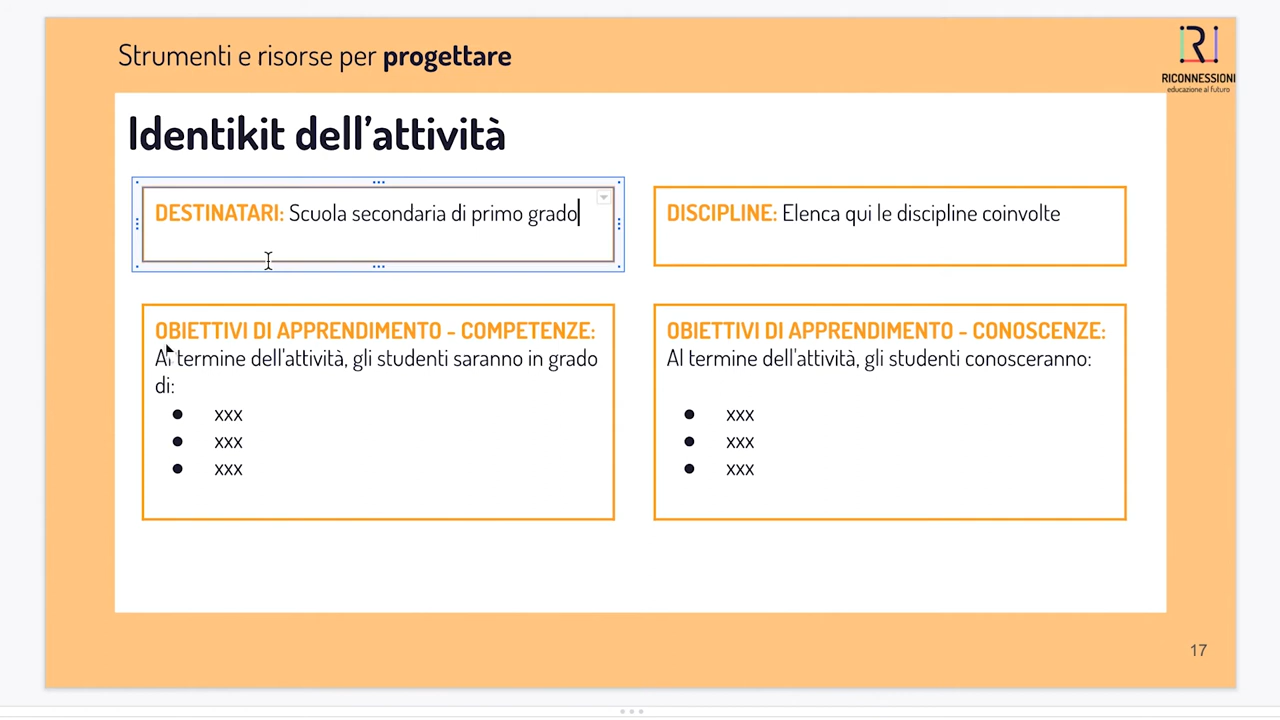 Strumenti e risorse per progettare
RICONNESSIONI
educazione al futuro
Identikit dell'attività
DESTINATARI: Scuola secondaria di primo grado
DISCIPLINE: Elenca qui le discipline coinvolte
OBIETTIVI DI APPRENDIMENTO - COMPETENZE:
Al termine dell'attività, gli studenti saranno in grado
di:
● xxx
● xxx
● xxx
OBIETTIVI DI APPRENDIMENTO - CONOSCENZE:
Al termine dell'attività, gli studenti conosceranno:
● xxx
● xxx
● xxx
17